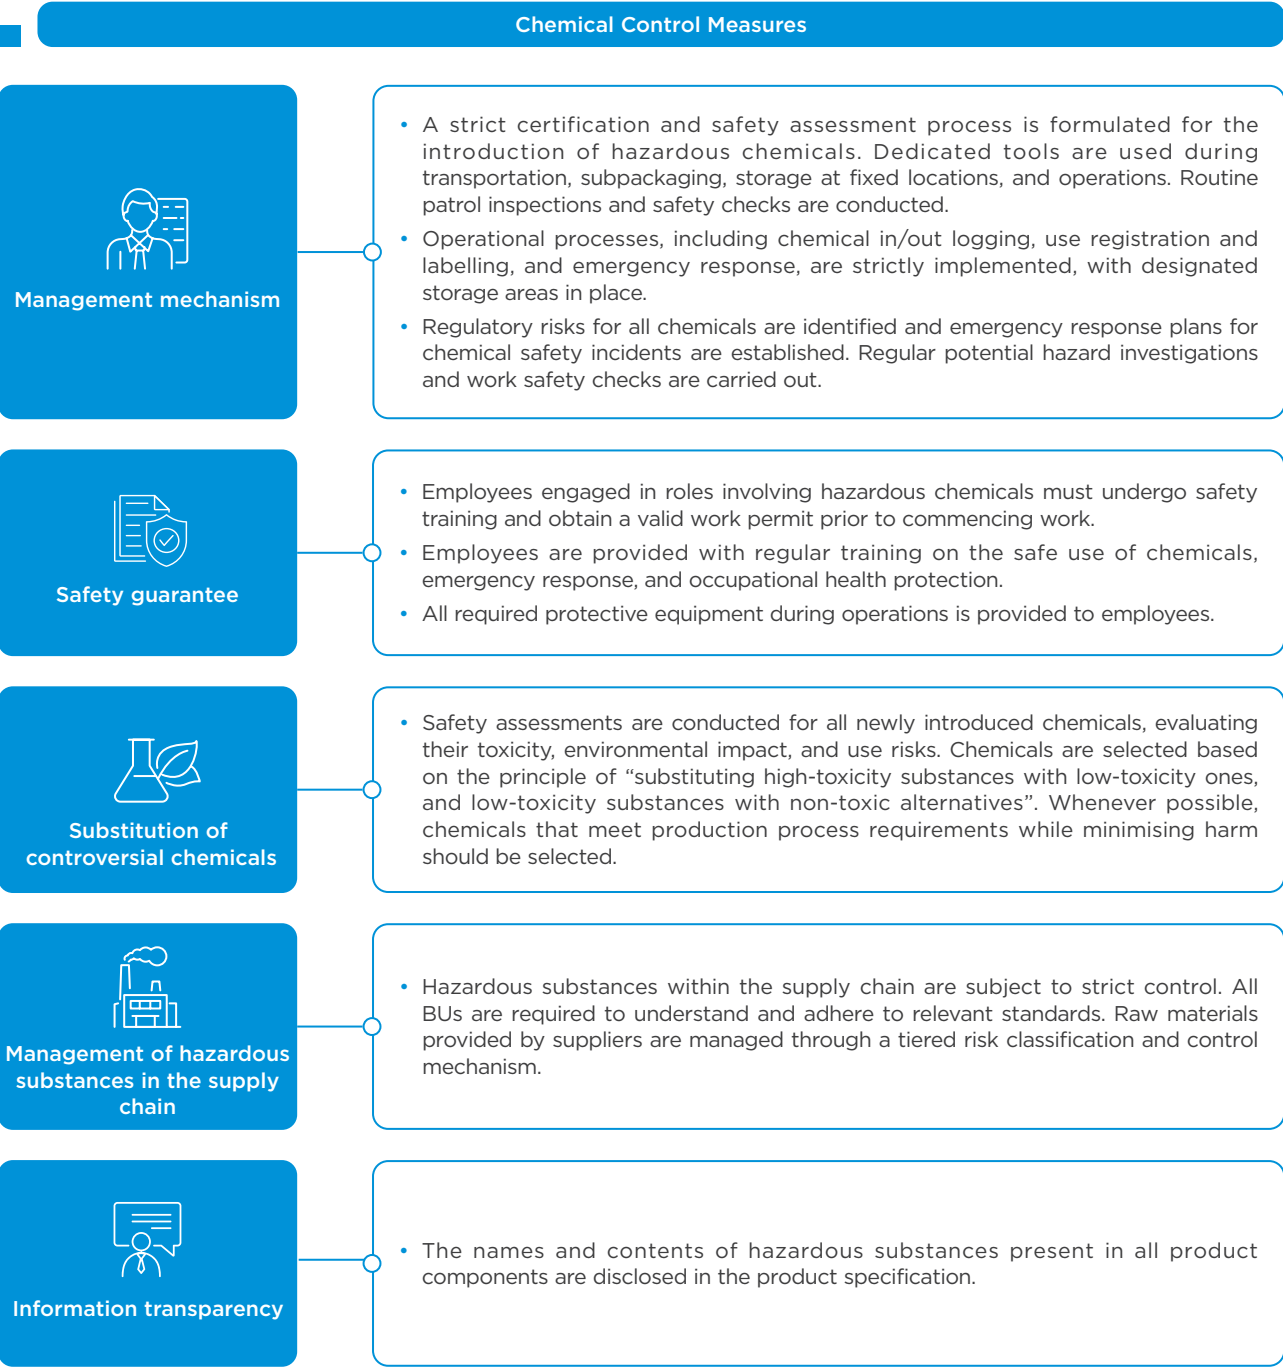 Chemical Control Measures
Management mechanism
• A strict certification and safety assessment process is formulated for the
introduction of hazardous chemicals. Dedicated tools are used during
transportation, subpackaging, storage at fixed locations, and operations. Routine
patrol inspections and safety checks are conducted.
• Operational processes, including chemical in/out logging, use registration and
labelling, and emergency response, are strictly implemented, with designated
storage areas in place.
• Regulatory risks for all chemicals are identified and emergency response plans for
chemical safety incidents are established. Regular potential hazard investigations
and work safety checks are carried out.
Safety guarantee
• Employees engaged in roles involving hazardous chemicals must undergo safety
training and obtain a valid work permit prior to commencing work.
• Employees are provided with regular training on the safe use of chemicals,
emergency response, and occupational health protection.
• All required protective equipment during operations is provided to employees.
Substitution of
controversial chemicals
• Safety assessments are conducted for all newly introduced chemicals, evaluating
their toxicity, environmental impact, and use risks. Chemicals are selected based
on the principle of “substituting high-toxicity substances with low-toxicity ones,
and low-toxicity substances with non-toxic alternatives”. Whenever possible,
chemicals that meet production process requirements while minimising harm
should be selected.
Management of hazardous
substances in the supply
chain
• Hazardous substances within the supply chain are subject to strict control. All
BUs are required to understand and adhere to relevant standards. Raw materials
provided by suppliers are managed through a tiered risk classification and control
mechanism.
Information transparency
• The names and contents of hazardous substances present in all product
components are disclosed in the product specification.